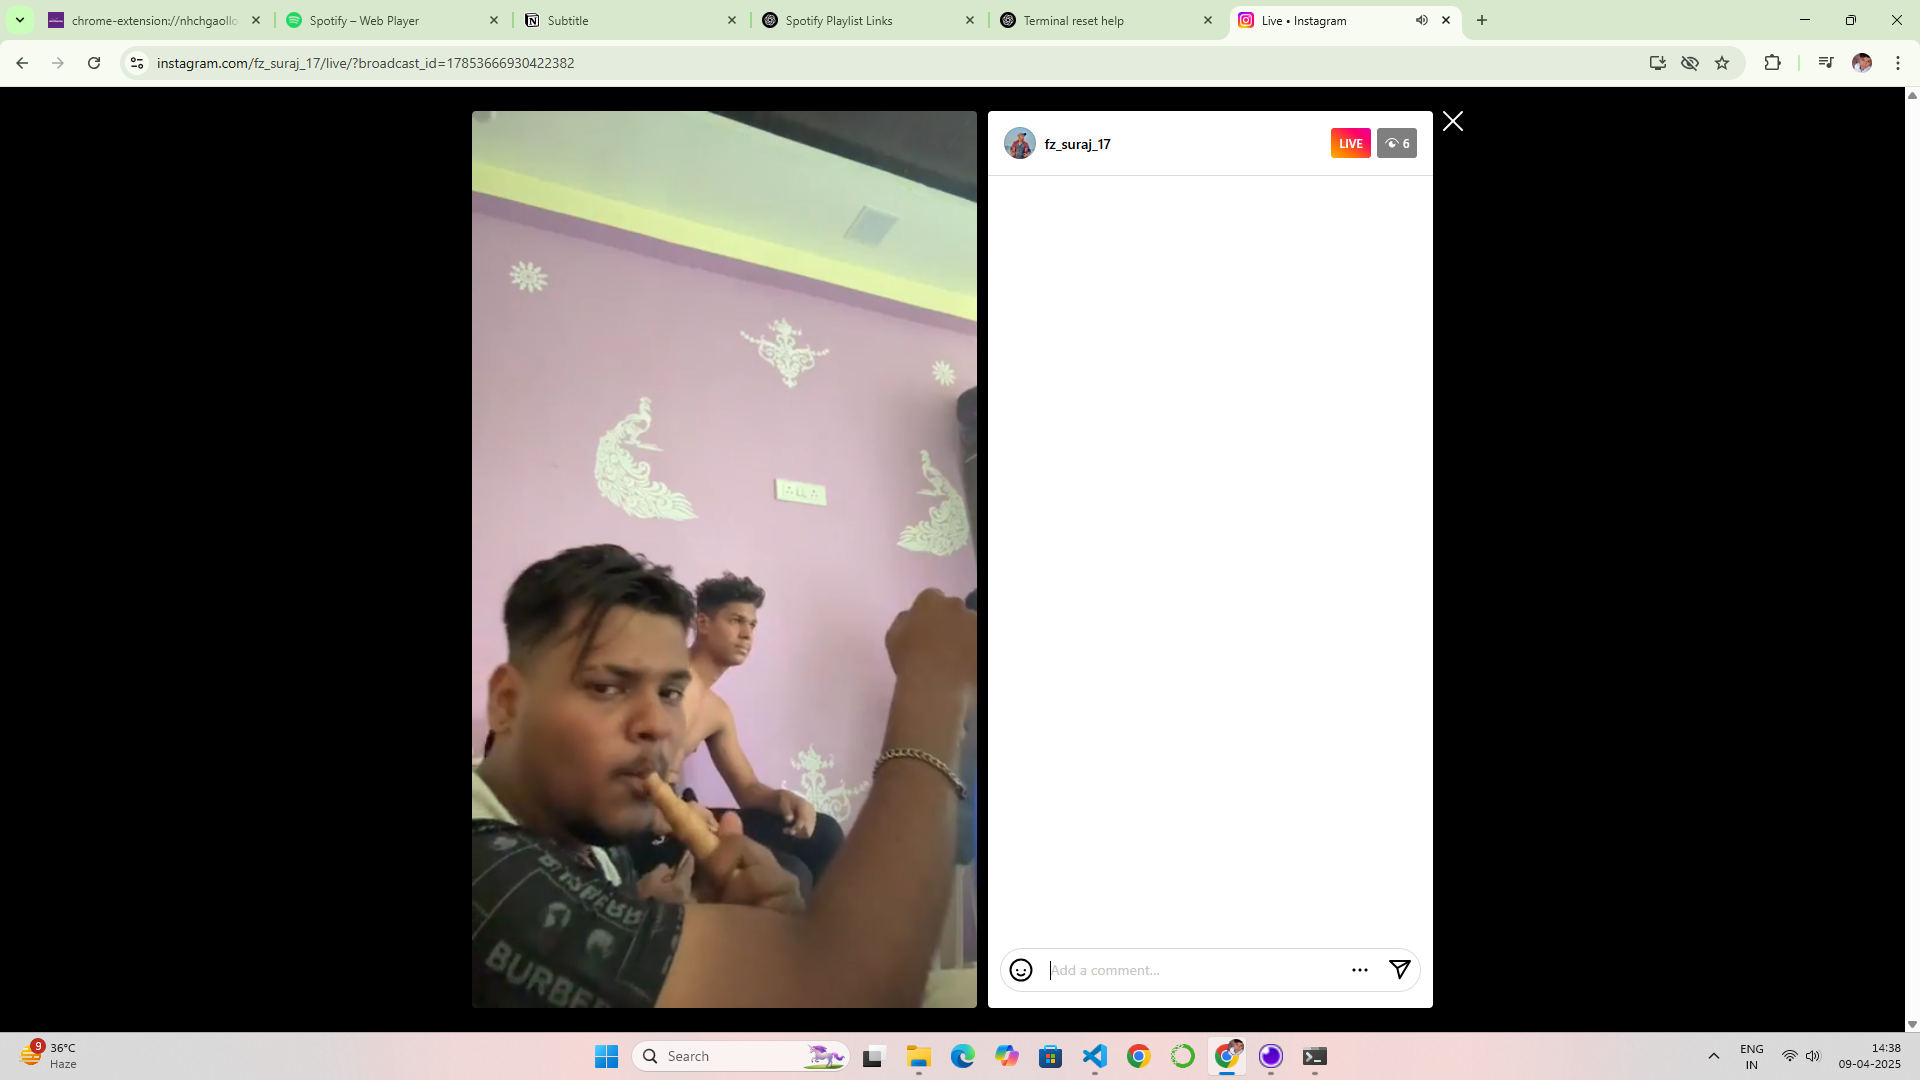 chrome-extension://nhchgaollo
Spotify – Web Player
Subtitle
Spotify Playlist Links
Terminal reset help
Live • Instagram
instagram.com/fz_suraj_17/live/?broadcast_id=17853666930422382
fz_suraj_17
LIVE
6
BURBE
Add a comment...
9
36°C
Haze
Search
ENG
IN
14:38
09-04-2025